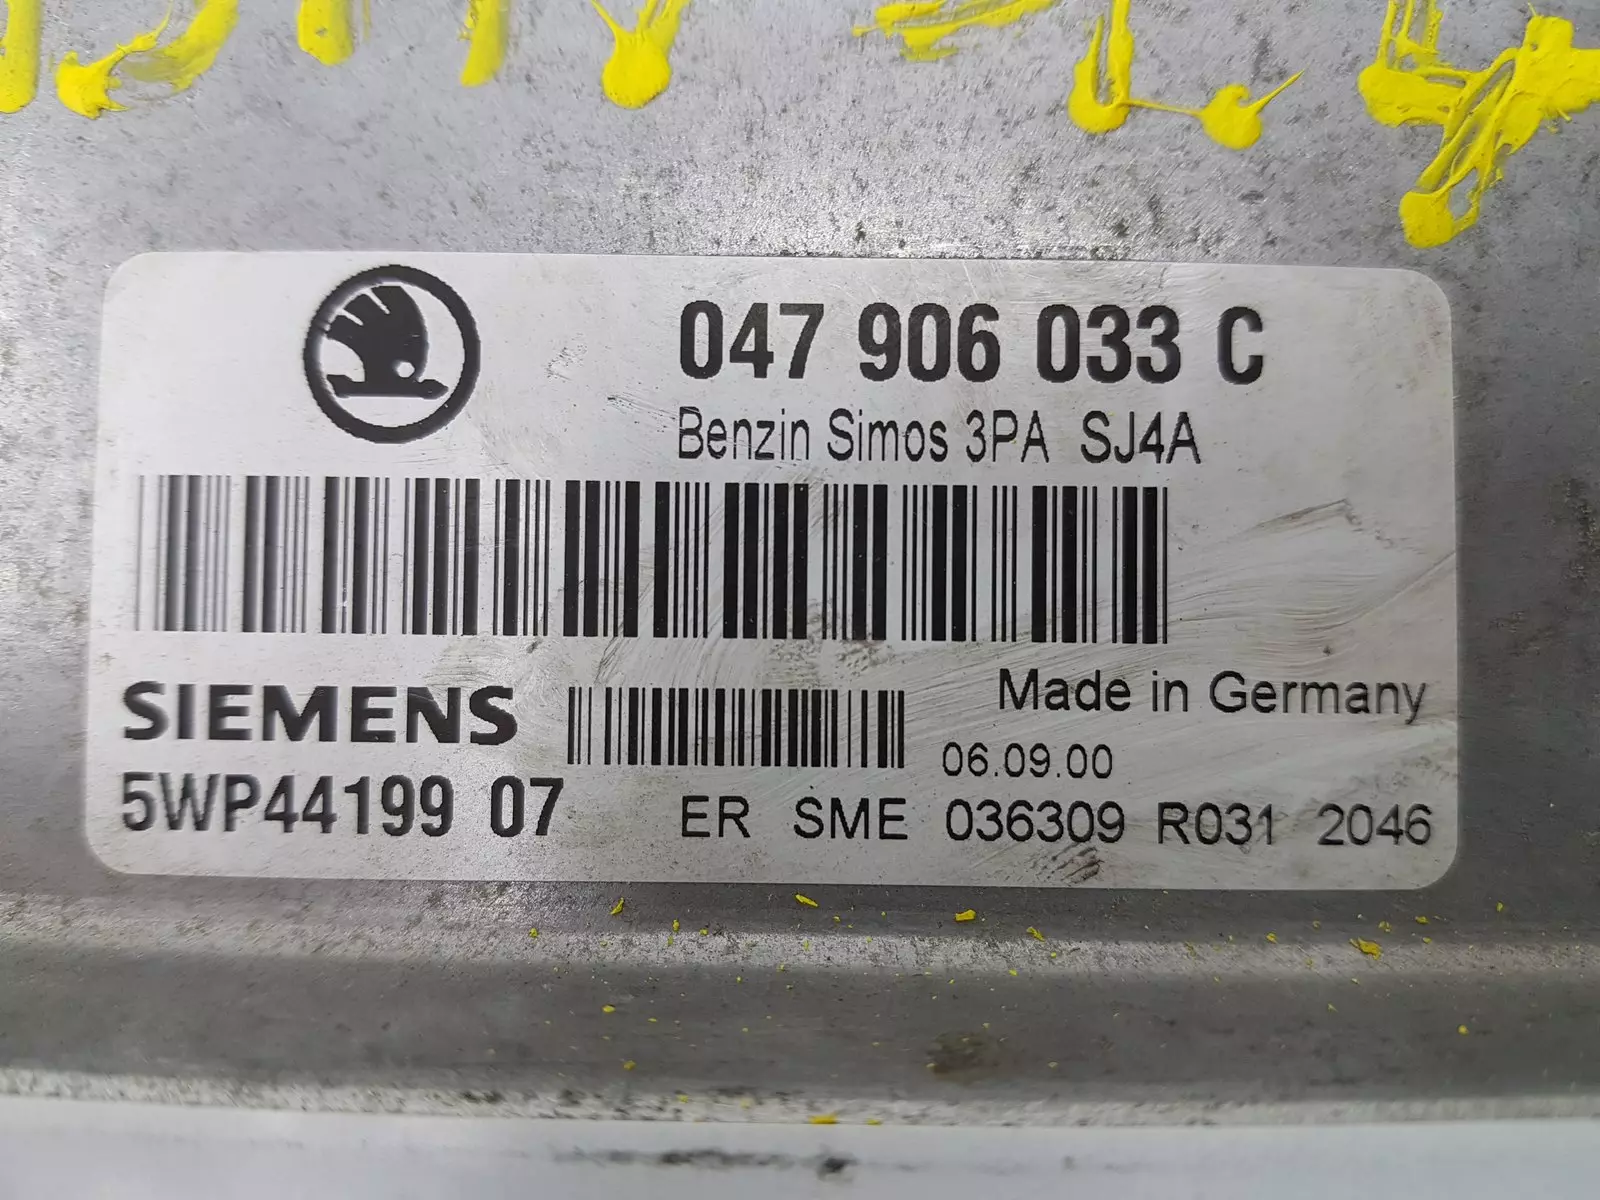 047 906 033 C
Benzin Simos 3PA SJ4A
SIEMENS
Made in Germany
06.09.00
5WP44199 07
ER SME 036309 R031 2046